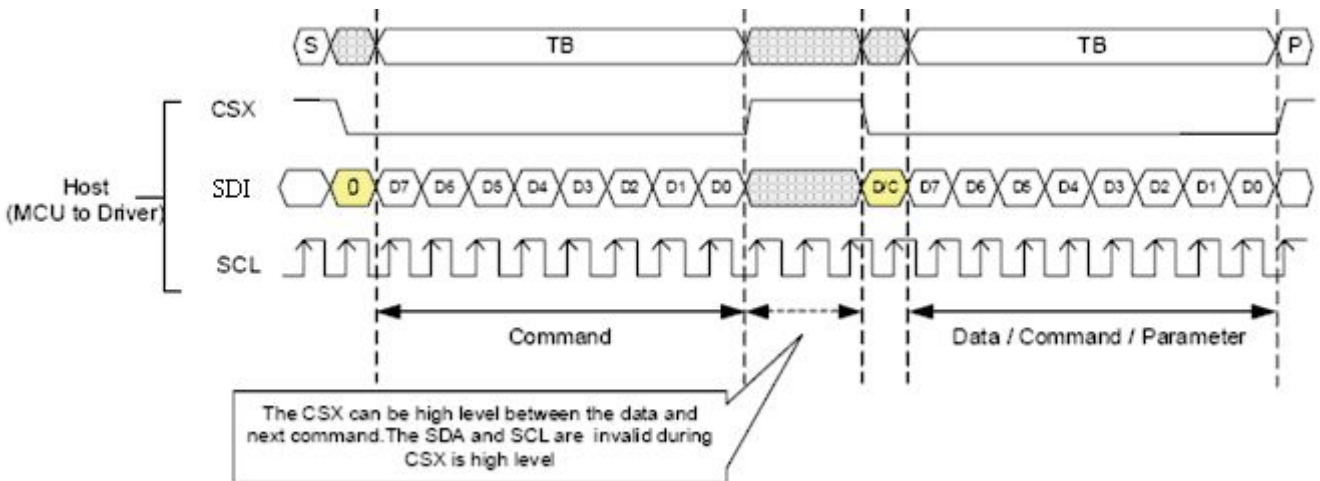 S TB TB P
CSX
SDI 0 D7 D6 D5 D4 D3 D2 D1 D0 D/C D7 D6 D5 D4 D3 D2 D1 D0
Host
(MCU to Driver)
SCL
Command Data / Command / Parameter
The CSX can be high level between the data and
next command.The SDA and SCL are invalid during
CSX is high level